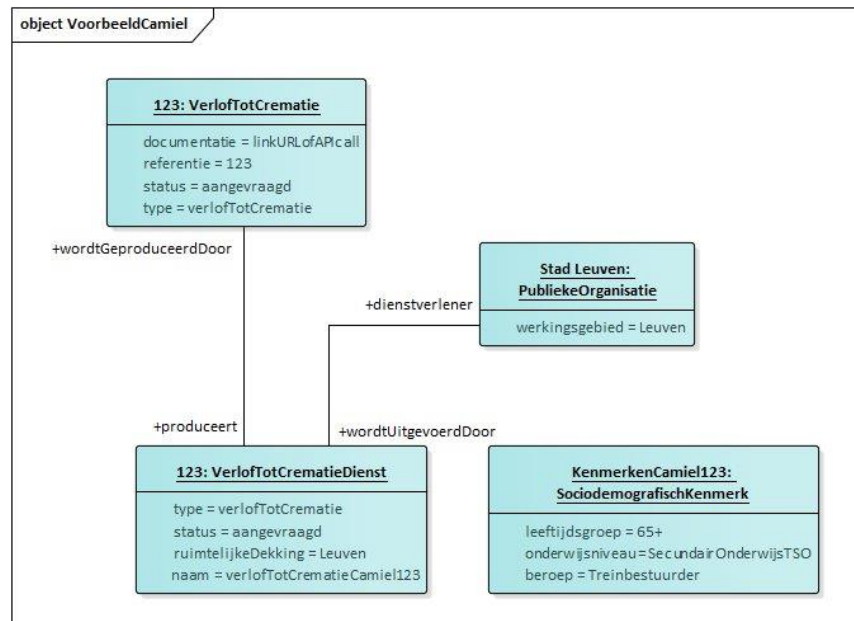 object VoorbeeldCamiel
123: VerlofTotCrematie
documentatie = linkURLofAPIcall
referentie = 123
status = aangevraagd
type = verlofTotCrematie
+wordtGeproduceerdDoor
Stad Leuven:
PubliekeOrganisatie
werkingsgebied = Leuven
+dienstverlener
+produceert
+wordtUitgevoerdDoor
123: VerlofTotCrematieDienst
type = verlofTotCrematie
status = aangevraagd
ruimtelijkeDekking = Leuven
naam = verlofTotCrematieCamiel123
KenmerkenCamiel123:
SociodemografischKenmerk
leeftijdsgroep = 65+
onderwijsniveau=SecundairOnderwijsTSO
beroep = Treinbestuurder